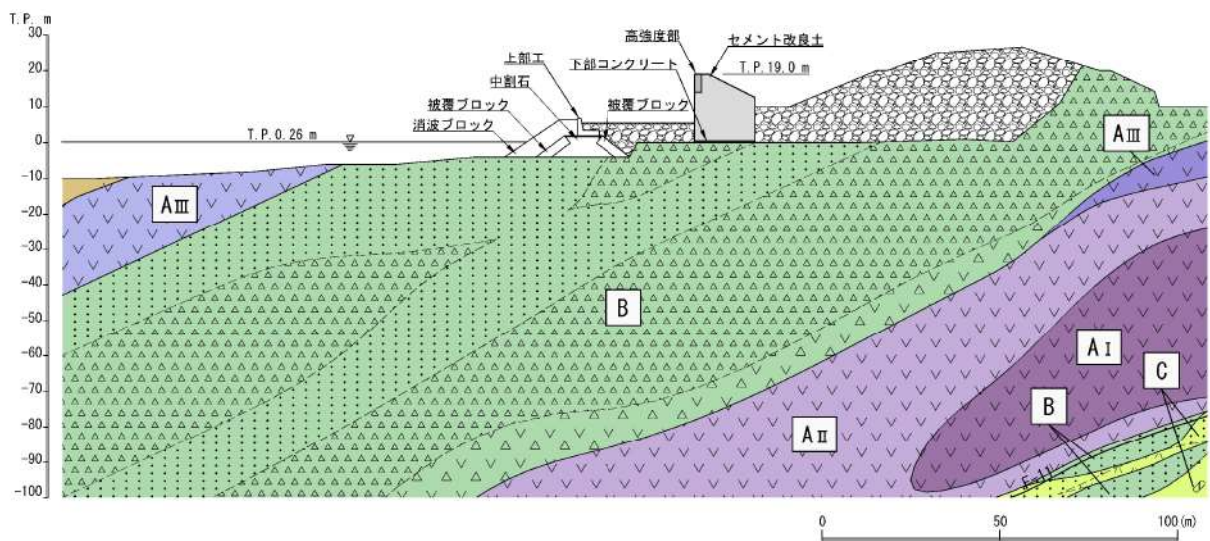 T.P. m
30
20
10
0
-10
-20
-30
-40
-50
-60
-70
-80
-90
-100
高強度部
セメント改良土
上部工
下部コンクリート
T.P.19.0 m
中割石
被覆ブロック
被覆ブロック
消波ブロック
T.P.0.26 m
AⅢ
AⅢ
B
AⅠ
C
B
AⅡ
F-11
0
50
100(m)